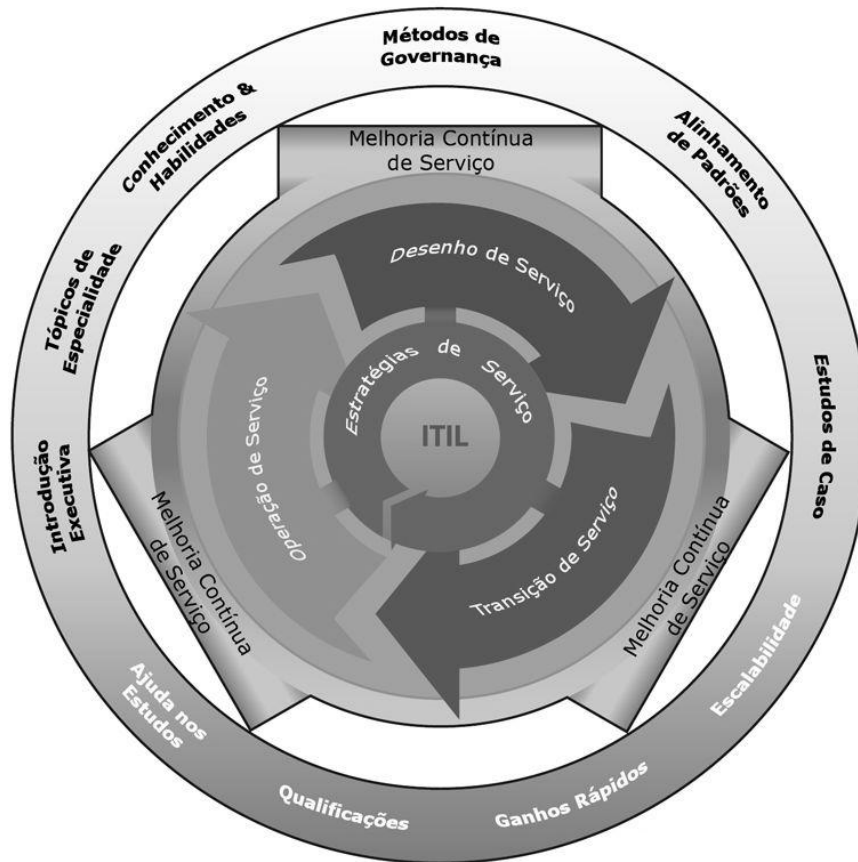 Métodos de
Governança
Alinhamento
de Padrões
Estudos de Caso
Escalabilidade
Ganhos Rápidos
Qualificações
Ajuda nos
Estudos
Introdução
Executiva
Tópicos de
Especialidade
Conhecimento &
Habilidades
Melhoria Contínua
de Serviço
Melhoria Contínua
de Serviço
Melhoria Contínua
de Serviço
Desenho de Serviço
Transição de Serviço
Operação de Serviço
Estratégias de Serviço
ITIL